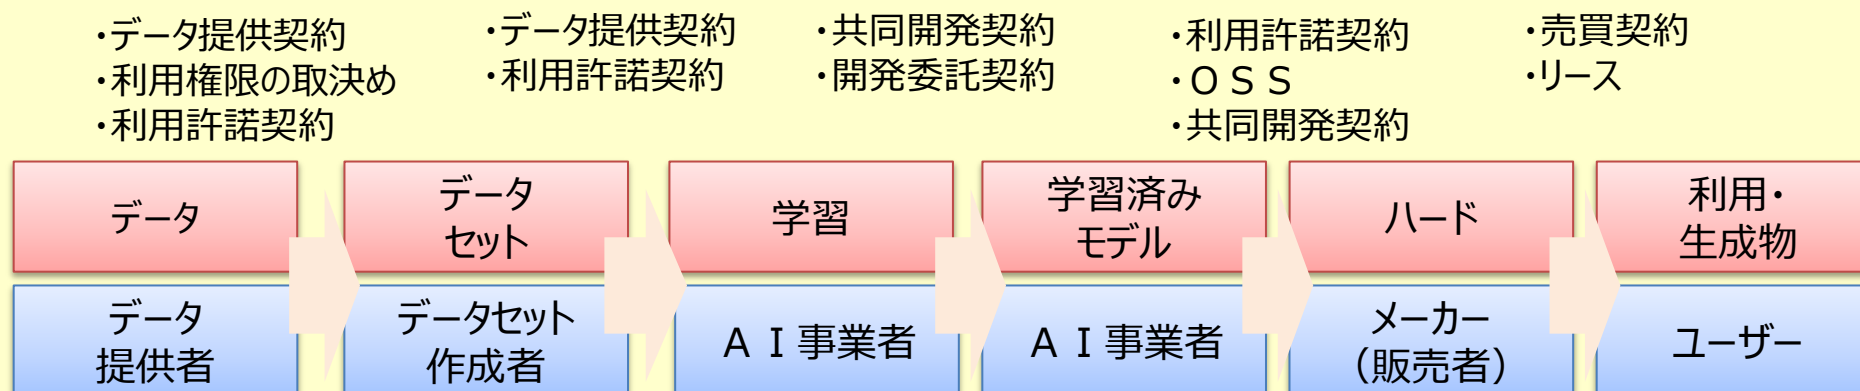 ・データ提供契約
・利用権限の取決め
・利用許諾契約
・データ提供契約
・利用許諾契約
・共同開発契約
・開発委託契約
・利用許諾契約
・ＯＳＳ
・共同開発契約
・売買契約
・リース
データ
データ
セット
学習
学習済み
モデル
ハード
利用・
生成物
データ
提供者
データセット
作成者
ＡＩ事業者
ＡＩ事業者
メーカー
（販売者）
ユーザー